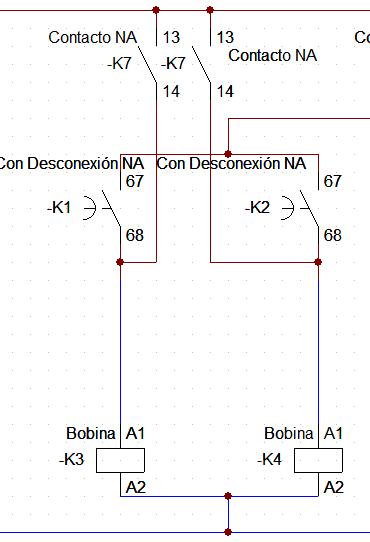 Contacto NA 13 13 Co
-K7 -K7 Contacto NA
14 14
Con Desconexión NA Con Desconexión NA
67 67
-K1 -K2
68 68
Bobina A1 Bobina A1
-K3 -K4
A2 A2